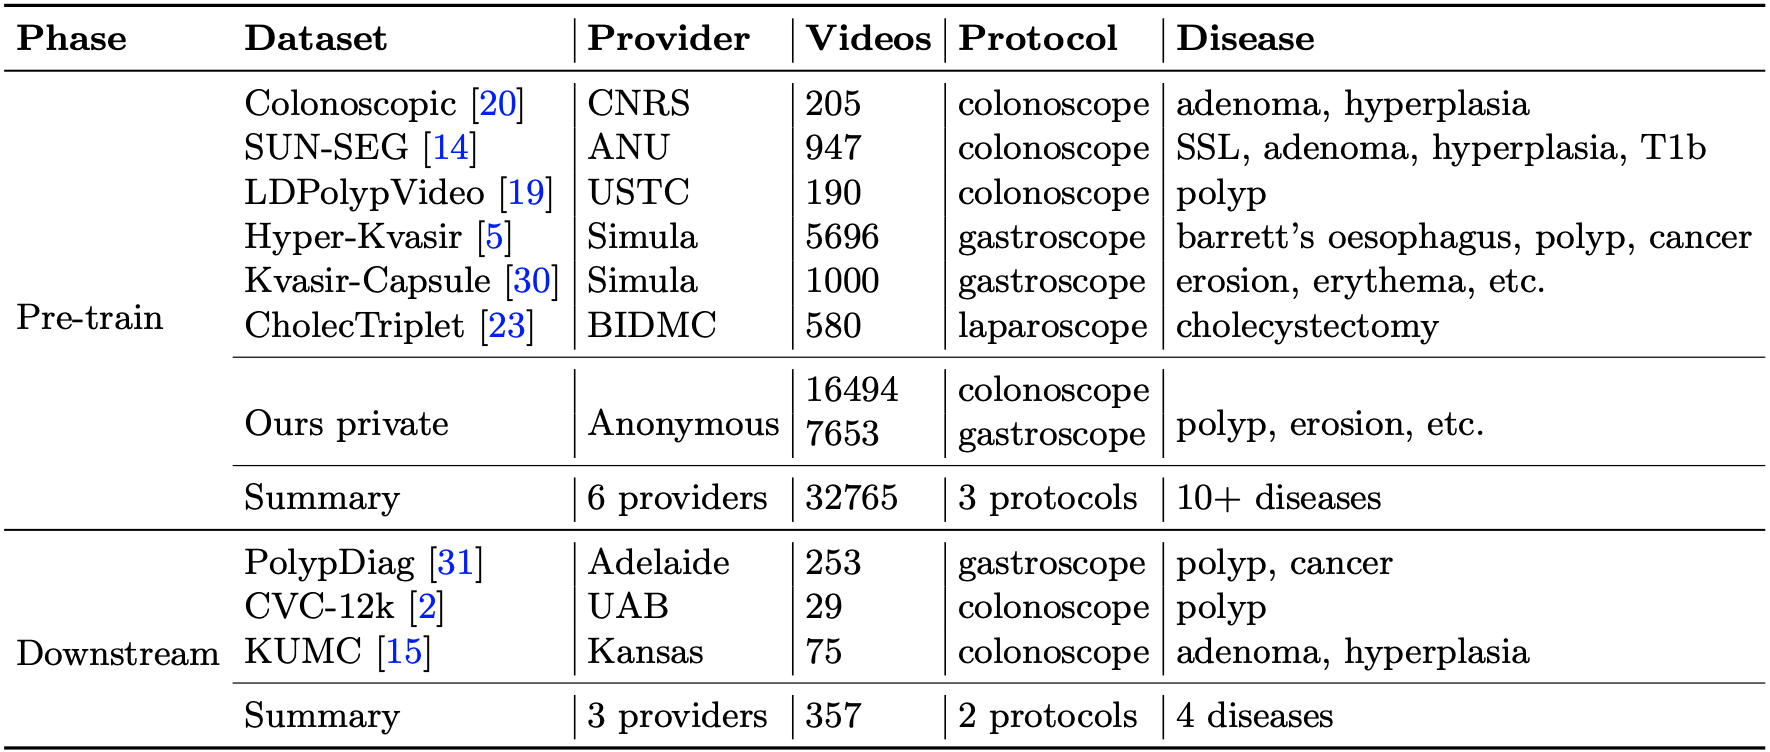 Phase Dataset Provider Videos Protocol Disease
Colonoscopic [20] CNRS 205 colonoscope adenoma, hyperplasia
SUN-SEG [14] ANU 947 colonoscope SSL, adenoma, hyperplasia, T1b
LDPolypVideo [19] USTC 190 colonoscope polyp
Hyper-Kvasir [5] Simula 5696 gastroscope barrett's oesophagus, polyp, cancer
Kvasir-Capsule [30] Simula 1000 gastroscope erosion, erythema, etc.
Pre-train
CholecTriplet [23] BIDMC 580 laparoscope cholecystectomy
16494 colonoscope
Ours private Anonymous polyp, erosion, etc.
7653 gastroscope
Summary 6 providers 32765 3 protocols 10+ diseases
PolypDiag [31] Adelaide 253 gastroscope polyp, cancer
CVC-12k [2] UAB 29 colonoscope polyp
Downstream KUMC [15] Kansas 75 colonoscope adenoma, hyperplasia
Summary 3 providers 357 2 protocols 4 diseases